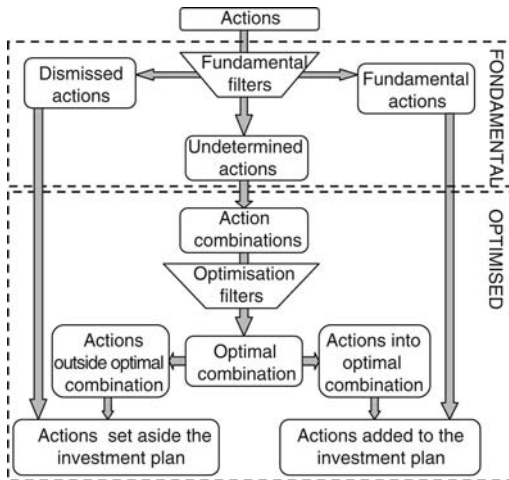 Actions
Fundamental
filters
Dismissed
actions
Fundamental
actions
Undetermined
actions
FONDAMENTAL
Action
combinations
Optimisation
filters
OPTIMISED
Actions
outside optimal
combination
Optimal
combination
Actions into
optimal
combination
Actions set aside the
investment plan
Actions added to the
investment plan